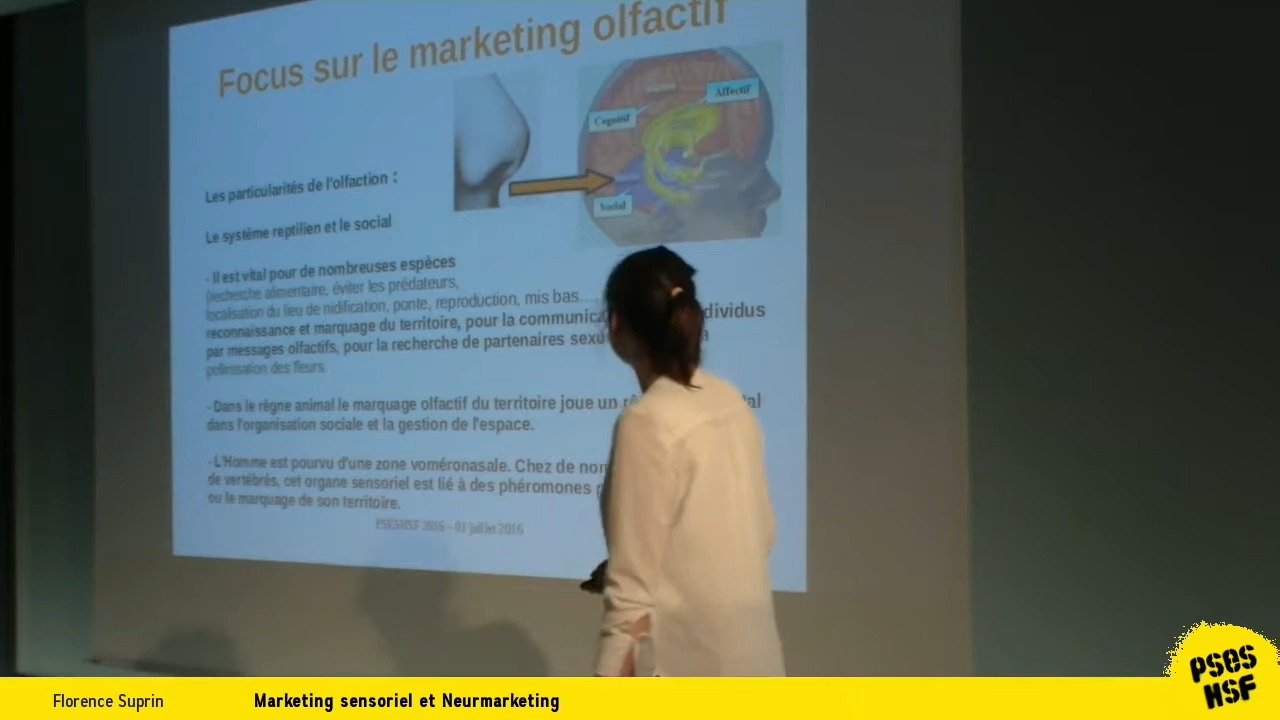 Focus sur le marketing olfactif
Affectif
Cognitif
Social
Les particularités de l'olfaction :
Le système reptilien et le social
- Il est vital pour de nombreuses espèces
(recherche alimentaire, éviter les prédateurs,
localisation du lieu de nidification, ponte, reproduction, mis bas....
reconnaissance et marquage du territoire, pour la communica dividus
par messages olfactifs, pour la recherche de partenaires sexu
pollinisation des fleurs.
- Dans le règne animal le marquage olfactif du territoire joue un al
dans l'organisation sociale et la gestion de l'espace.
- L'Homme est pourvu d'une zone voméronasale. Chez de nom
de vertébrés, cet organe sensoriel est lié à des phéromones
ou le marquage de son territoire.
PSESHSF 2016 – 01 juillet 2016
Florence Suprin
Marketing sensoriel et Neurmarketing
PSES
HSF